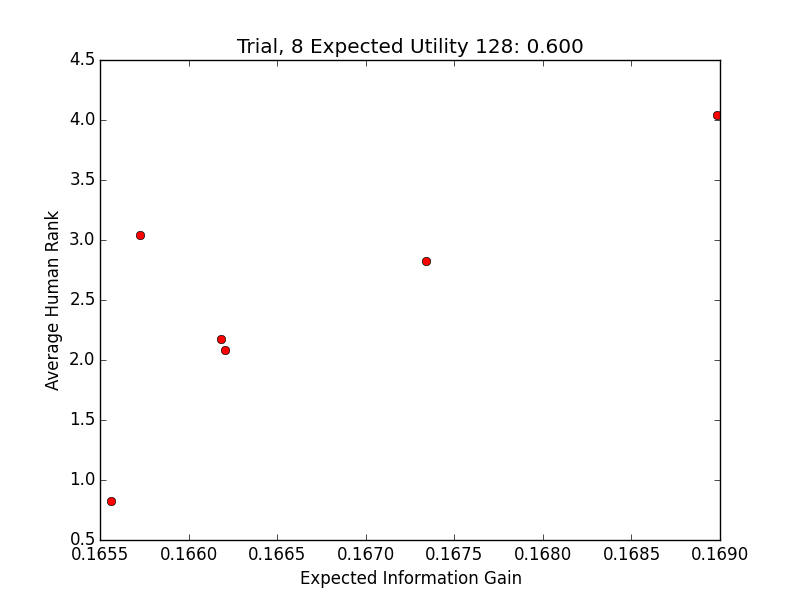 Trial, 8 Expected Utility 128: 0.600
4.5
4.0
3.5
3.0
2.5
2.0
1.5
1.0
0.5
Average Human Rank
0.1655 0.1660 0.1665 0.1670 0.1675 0.1680 0.1685 0.1690
Expected Information Gain